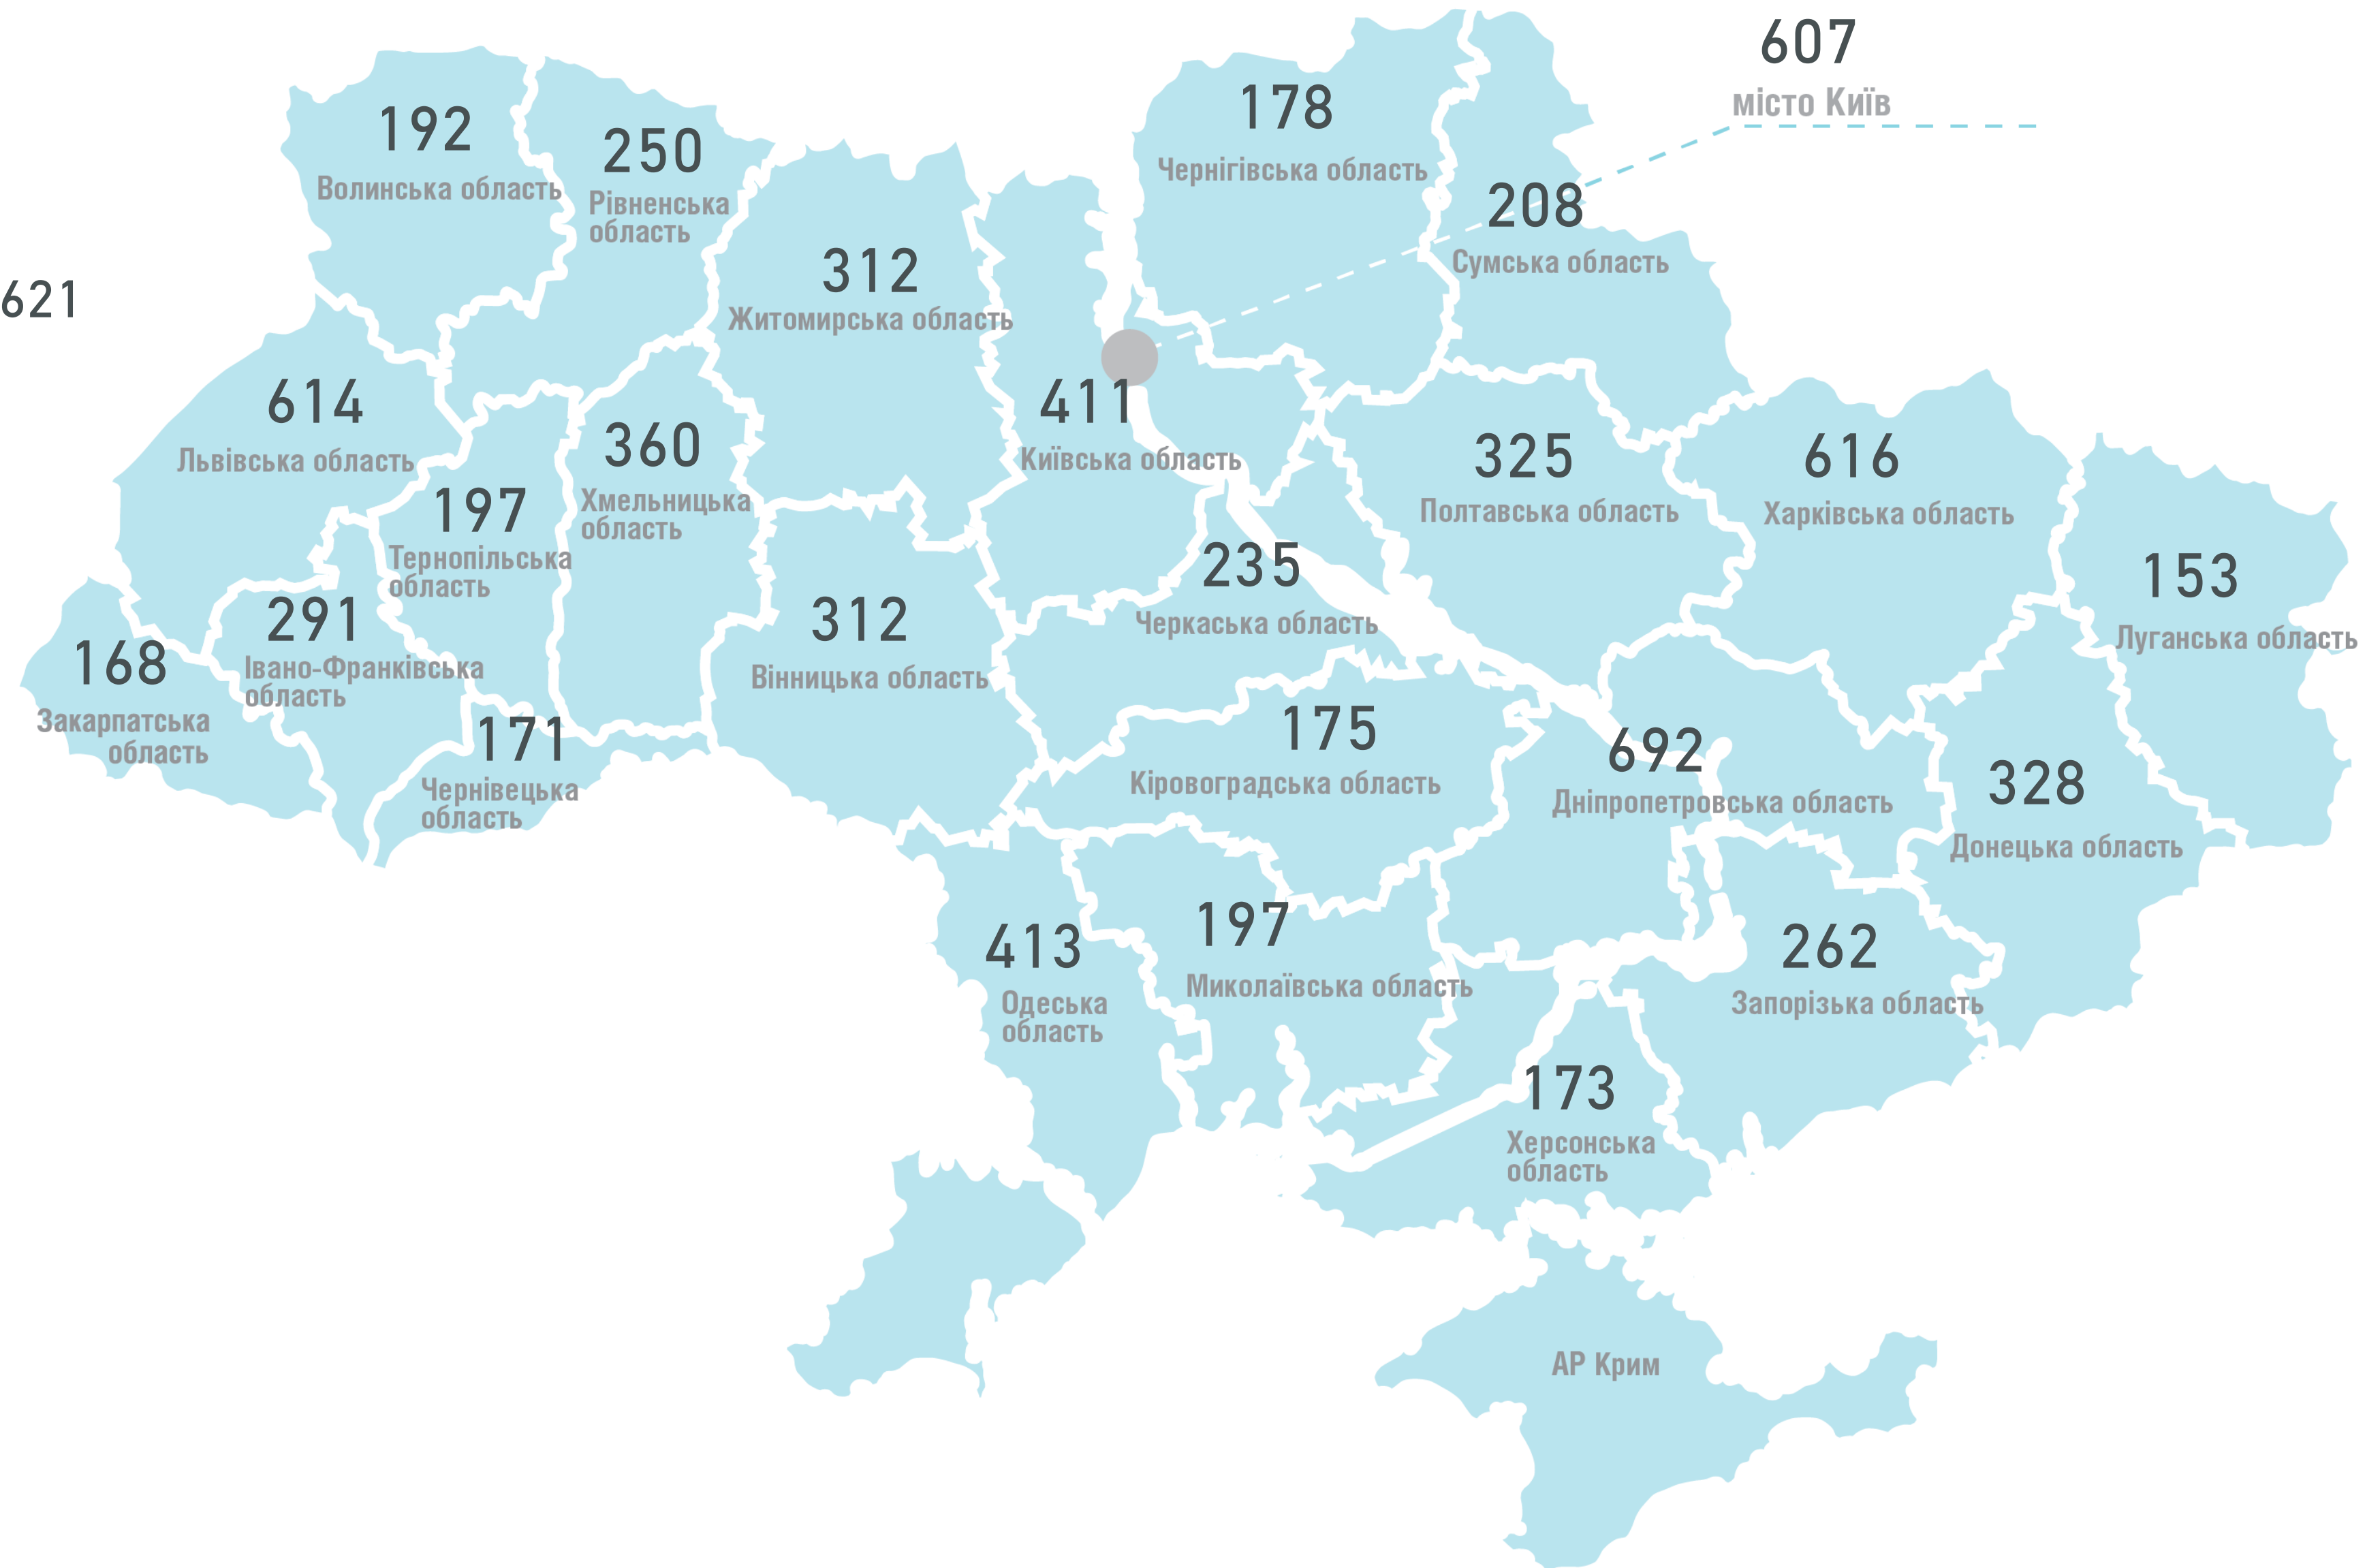 607
місто Київ
178
Чернігівська область
192
Волинська область
250
Рівненська
область
208
Сумська область
312
Житомирська область
621
614
Львівська область
411
Київська область
360
Хмельницька
область
325
Полтавська область
616
Харківська область
197
Тернопільська
область
235
Черкаська область
153
Луганська область
291
Івано-Франківська
область
312
Вінницька область
168
Закарпатська
область
171
Чернівецька
область
175
Кіровоградська область
692
Дніпропетровська область
328
Донецька область
413
Одеська
область
197
Миколаївська область
262
Запорізька область
173
Херсонська
область
АР Крим